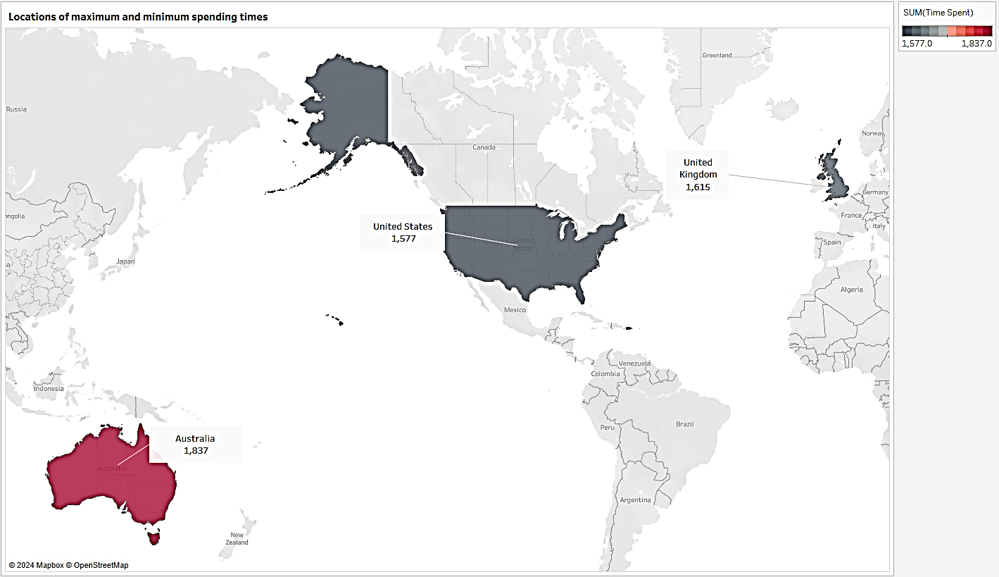 Locations of maximum and minimum spending times
SUM(Time Spent)
1,577.0 1,837.0
Greenland
Russia
Norway
Canada
United
Kingdom
1,615
Germany
ongolia
France
United States
1,577
Italy
United
States
Spain
Japan
Algeria
Mexico
Venezuela
Colombia
Indonesia
Brazil
Peru
Australia
1,837
Australia
Argentina
New
Zealand
© 2024 Mapbox © OpenStreetMap